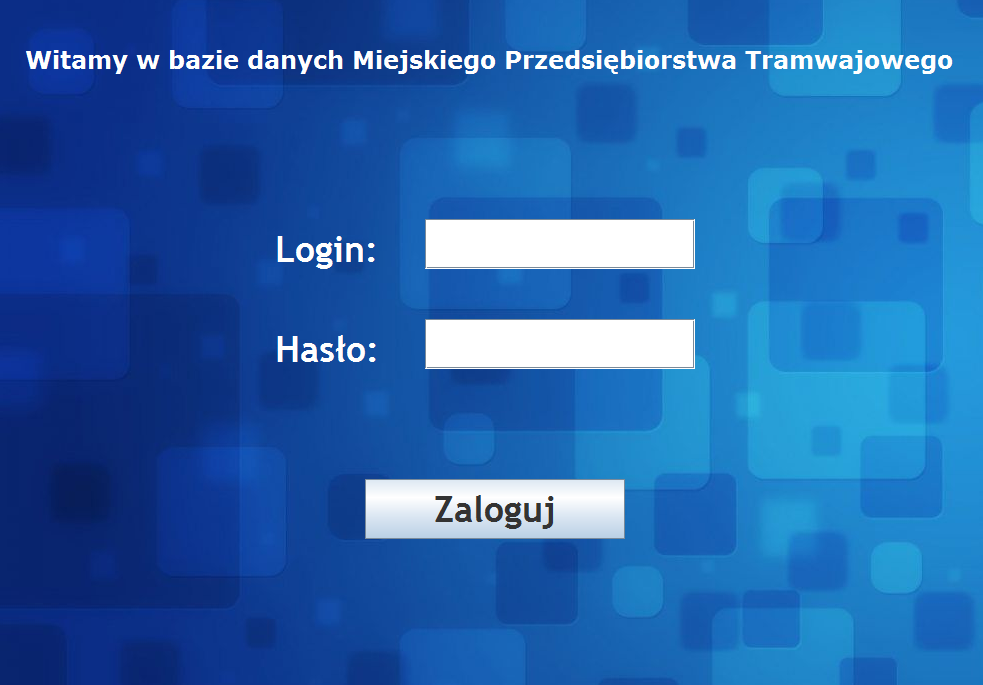 Witamy w bazie danych Miejskiego Przedsiębiorstwa Tramwajowego
Login:
Hasło:
Zaloguj